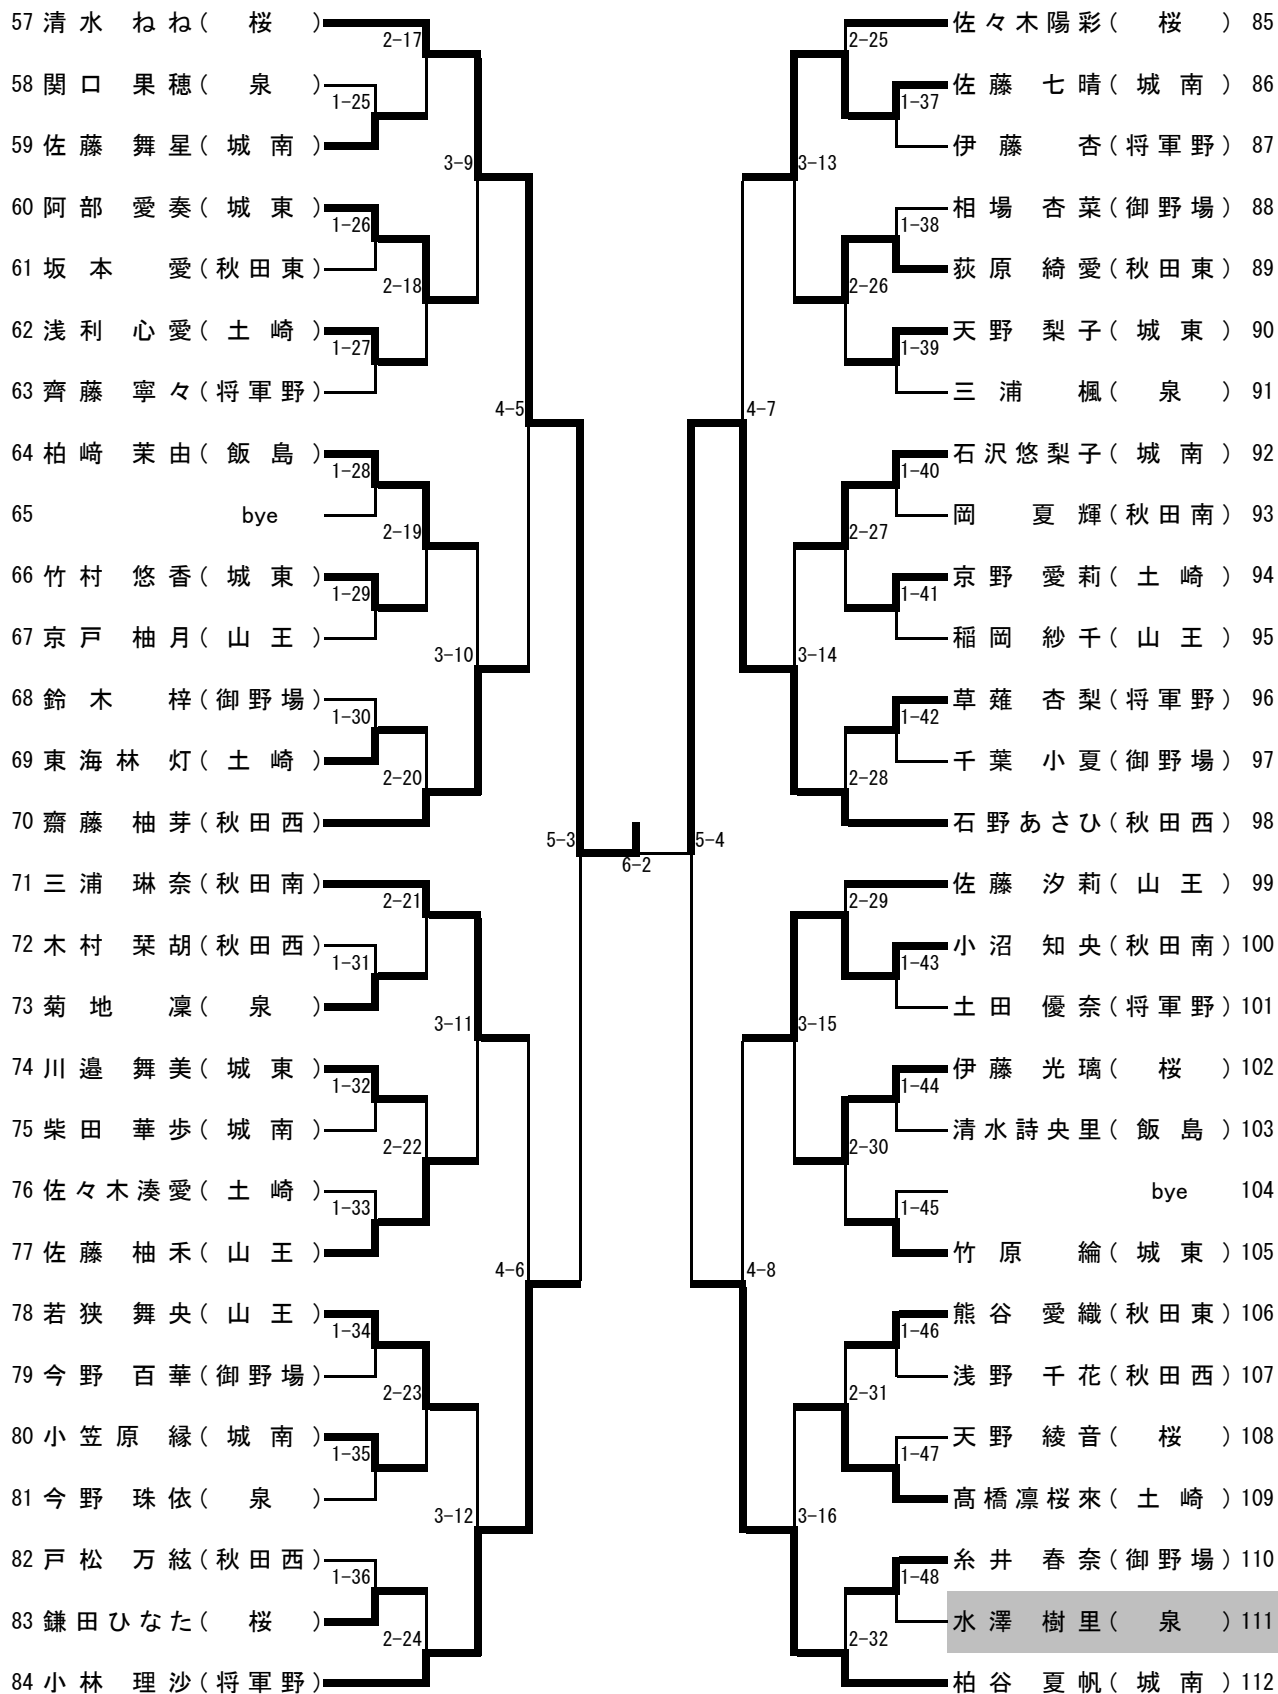 57 清水 ねね( 桜 )
58 関口 果穂( 泉 )
59 佐藤 舞星( 城南 )
60 阿部 愛奏( 城東 )
61 坂本 愛(秋田東)
62 浅利 心愛( 土崎 )
63 齊藤 寧々(将軍野)
64 柏﨑 茉由( 飯島 )
65 bye
66 竹村 悠香( 城東 )
67 京戸 柚月( 山王 )
68 鈴木 梓(御野場)
69 東海林 灯( 土崎 )
70 齋藤 柚芽(秋田西)
71 三浦 琳奈(秋田南)
72 木村 栞胡(秋田西)
73 菊地 凜( 泉 )
74 川邉 舞美( 城東 )
75 柴田 華歩( 城南 )
76 佐々木湊愛( 土崎 )
77 佐藤 柚禾( 山王 )
78 若狭 舞央( 山王 )
79 今野 百華(御野場)
80 小笠原 縁( 城南 )
81 今野 珠依( 泉 )
82 戸松 万絃(秋田西)
83 鎌田ひなた( 桜 )
84 小林 理沙(将軍野)
1-25
1-26
1-27
1-28
1-29
1-30
1-31
1-32
1-33
1-34
1-35
1-36
2-17
2-18
2-19
2-20
2-21
2-22
2-23
2-24
3-9
3-10
3-11
3-12
4-5
4-6
5-3
6-2
5-4
4-7
4-8
3-13
3-14
3-15
3-16
2-25
2-26
2-27
2-28
2-29
2-30
2-31
2-32
1-37
1-38
1-39
1-40
1-41
1-42
1-43
1-44
1-45
1-46
1-47
1-48
佐々木陽彩( 桜 ) 85
佐藤 七晴( 城南 ) 86
伊藤 杏(将軍野) 87
相場 杏菜(御野場) 88
荻原 綺愛(秋田東) 89
天野 梨子( 城東 ) 90
三浦 楓( 泉 ) 91
石沢悠梨子( 城南 ) 92
岡 夏輝(秋田南) 93
京野 愛莉( 土崎 ) 94
稲岡 紗千( 山王 ) 95
草薙 杏梨(将軍野) 96
千葉 小夏(御野場) 97
石野あさひ(秋田西) 98
佐藤 汐莉( 山王 ) 99
小沼 知央(秋田南) 100
土田 優奈(将軍野) 101
伊藤 光璃( 桜 ) 102
清水詩央里( 飯島 ) 103
bye 104
竹原 綸( 城東 ) 105
熊谷 愛織(秋田東) 106
浅野 千花(秋田西) 107
天野 綾音( 桜 ) 108
髙橋凛桜來( 土崎 ) 109
糸井 春奈(御野場) 110
水澤 樹里( 泉 ) 111
柏谷 夏帆( 城南 ) 112